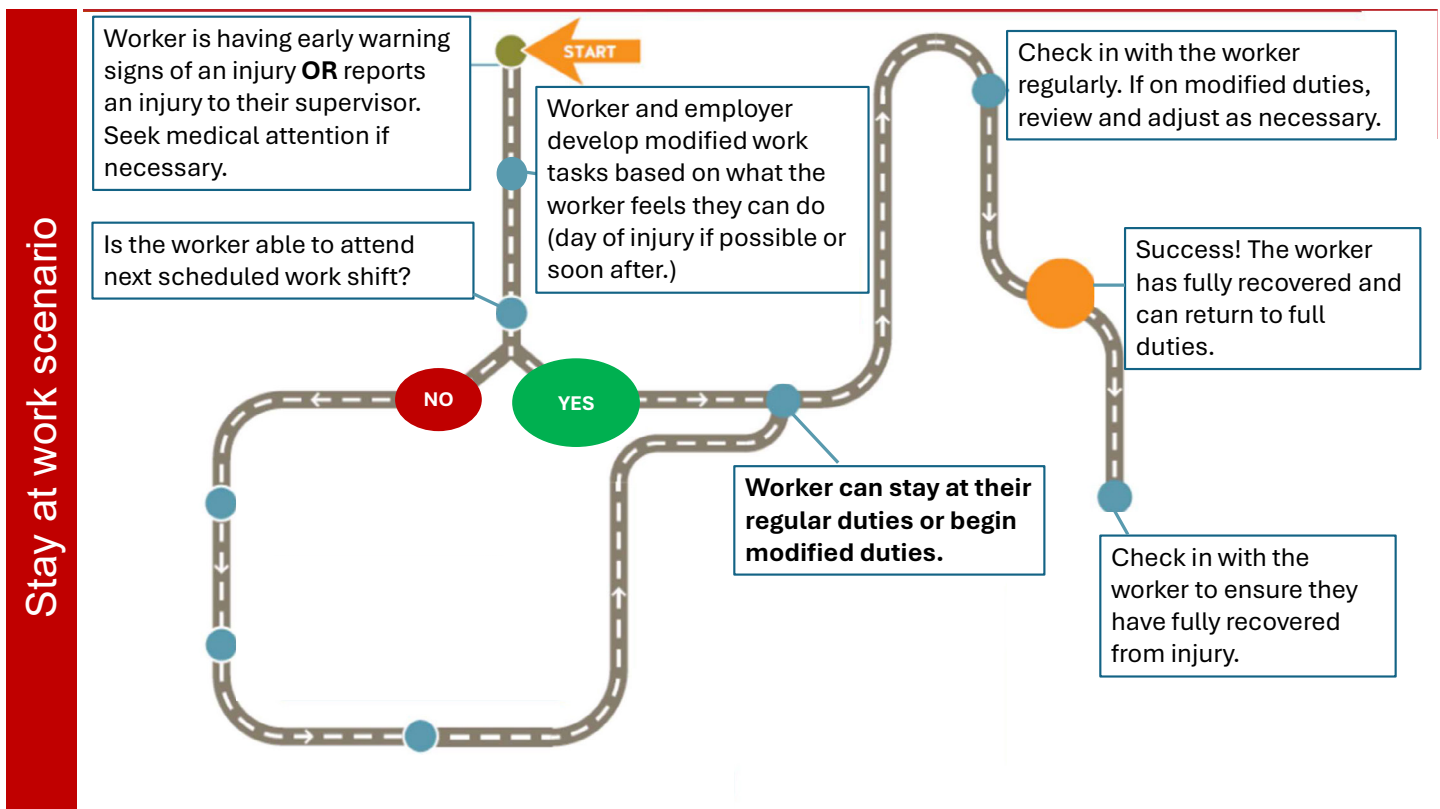 Stay at work scenario
START
Worker is having early warning
signs of an injury OR reports
an injury to their supervisor.
Seek medical attention if
necessary.
Worker and employer
develop modified work
tasks based on what the
worker feels they can do
(day of injury if possible or
soon after.)
Is the worker able to attend
next scheduled work shift?
NO
YES
Worker can stay at their
regular duties or begin
modified duties.
Check in with the worker
regularly. If on modified duties,
review and adjust as necessary.
Success! The worker
has fully recovered and
can return to full
duties.
Check in with the
worker to ensure they
have fully recovered
from injury.